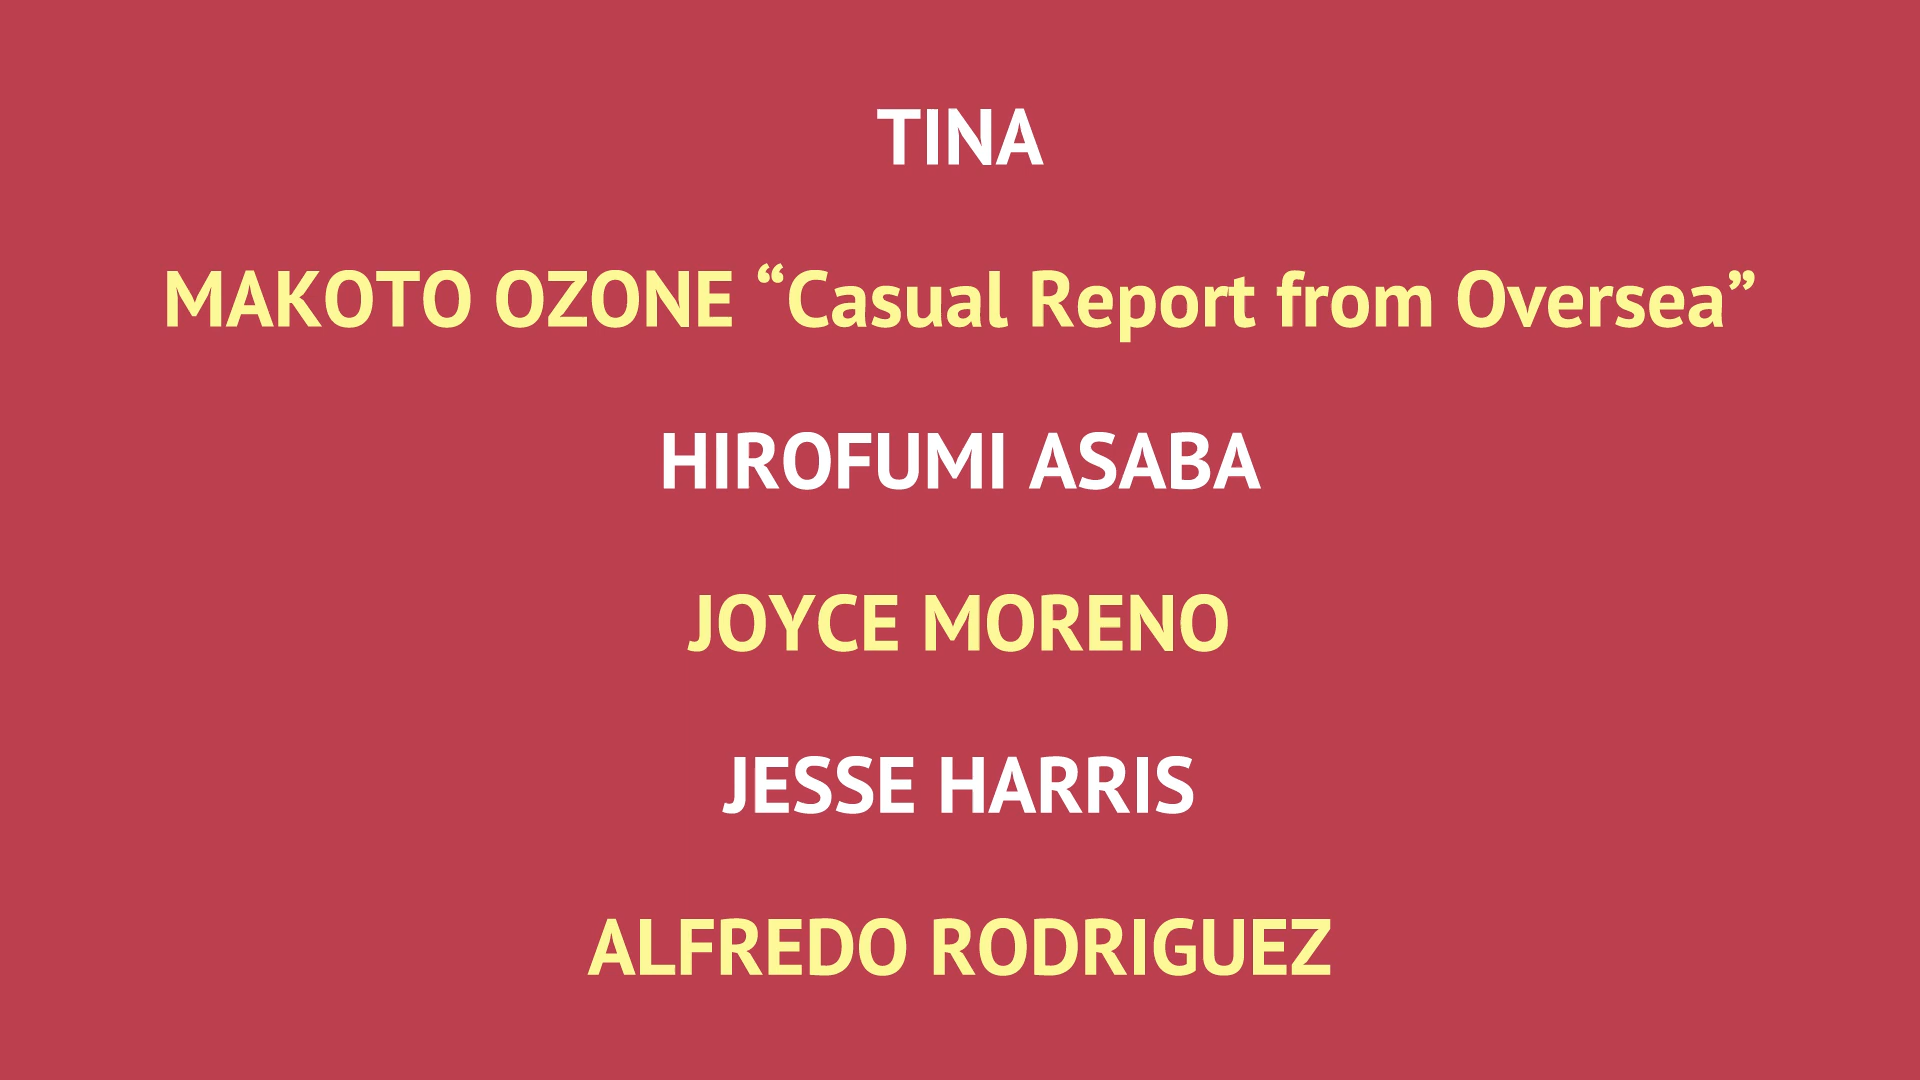 TINA
MAKOTO OZONE “Casual Report from Oversea”
HIROFUMI ASABA
JOYCE MORENO
JESSE HARRIS
ALFREDO RODRIGUEZ